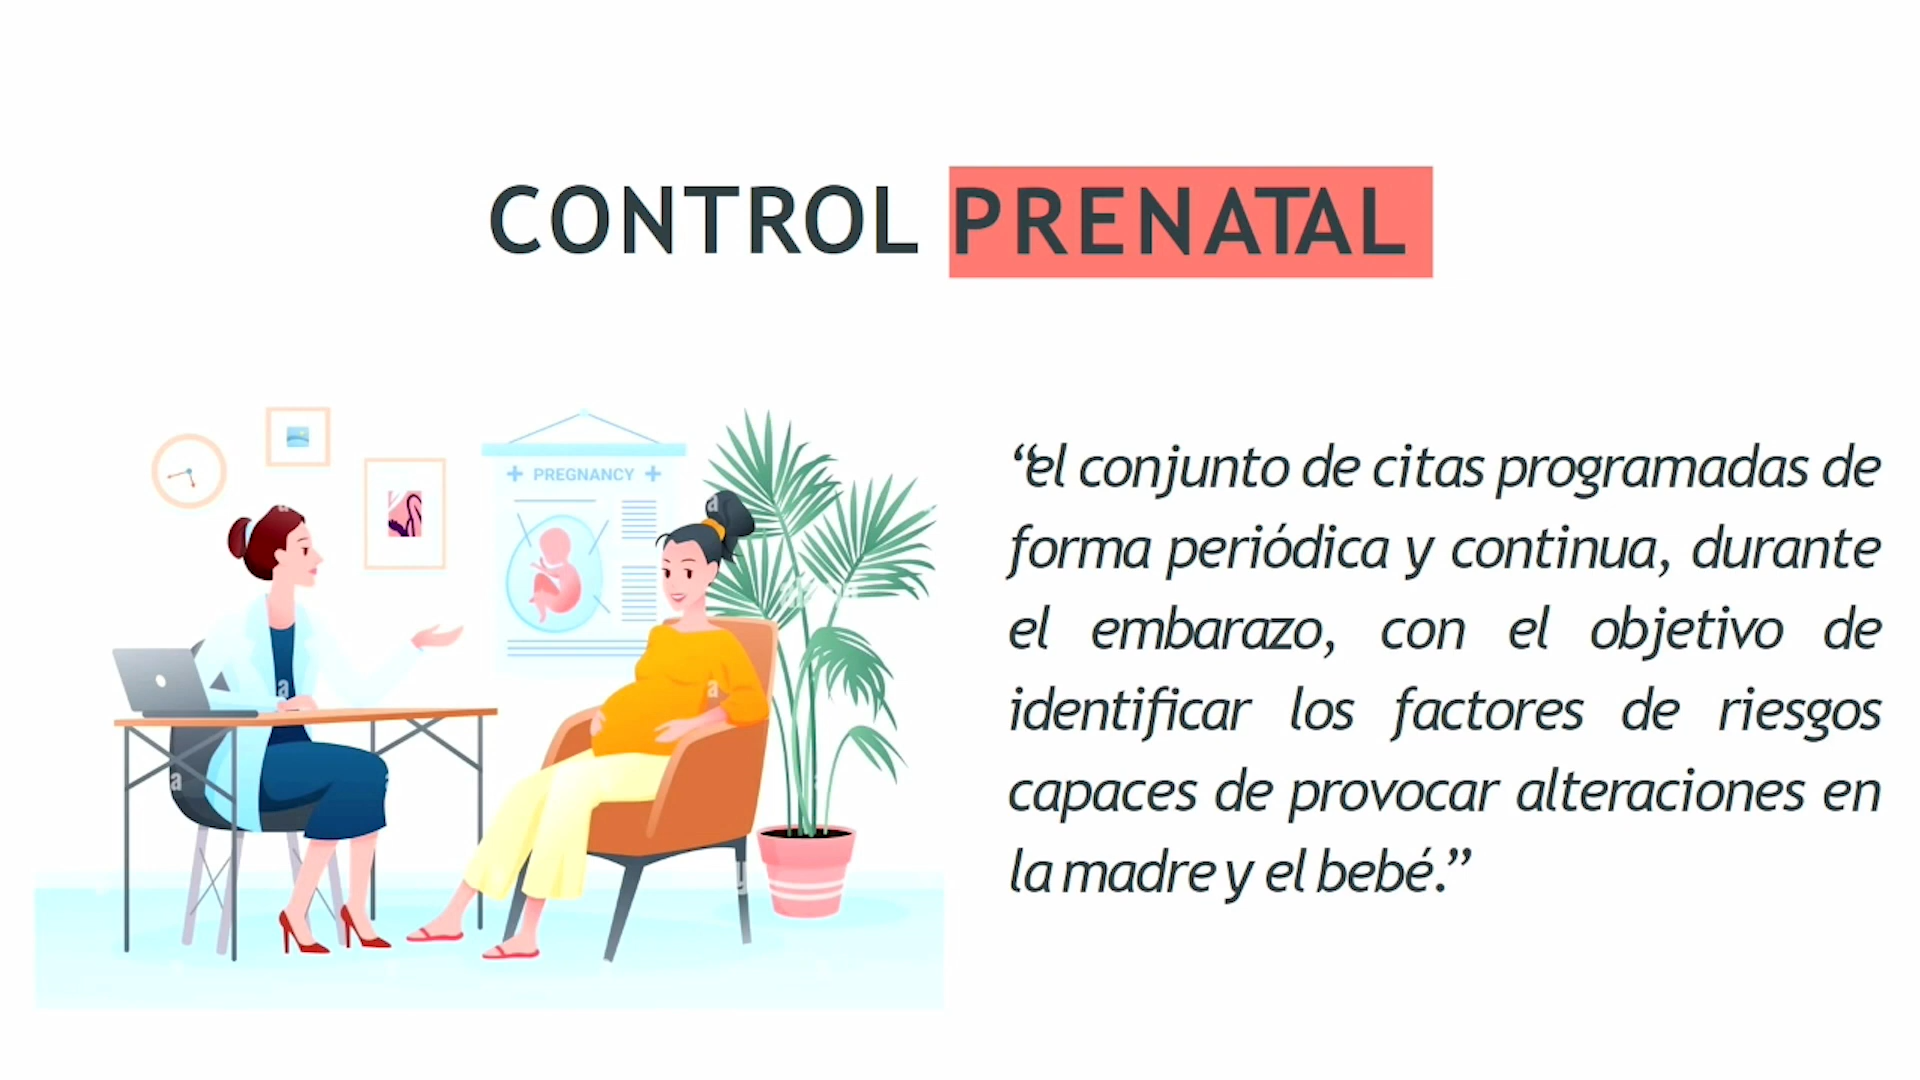 CONTROL PRENATAL
+ PREGNANCY +
“el conjunto de citas programadas de
forma periódica y continua, durante
el embarazo, con el objetivo de
identificar los factores de riesgos
capaces de provocar alteraciones en
la madre y el bebé.”